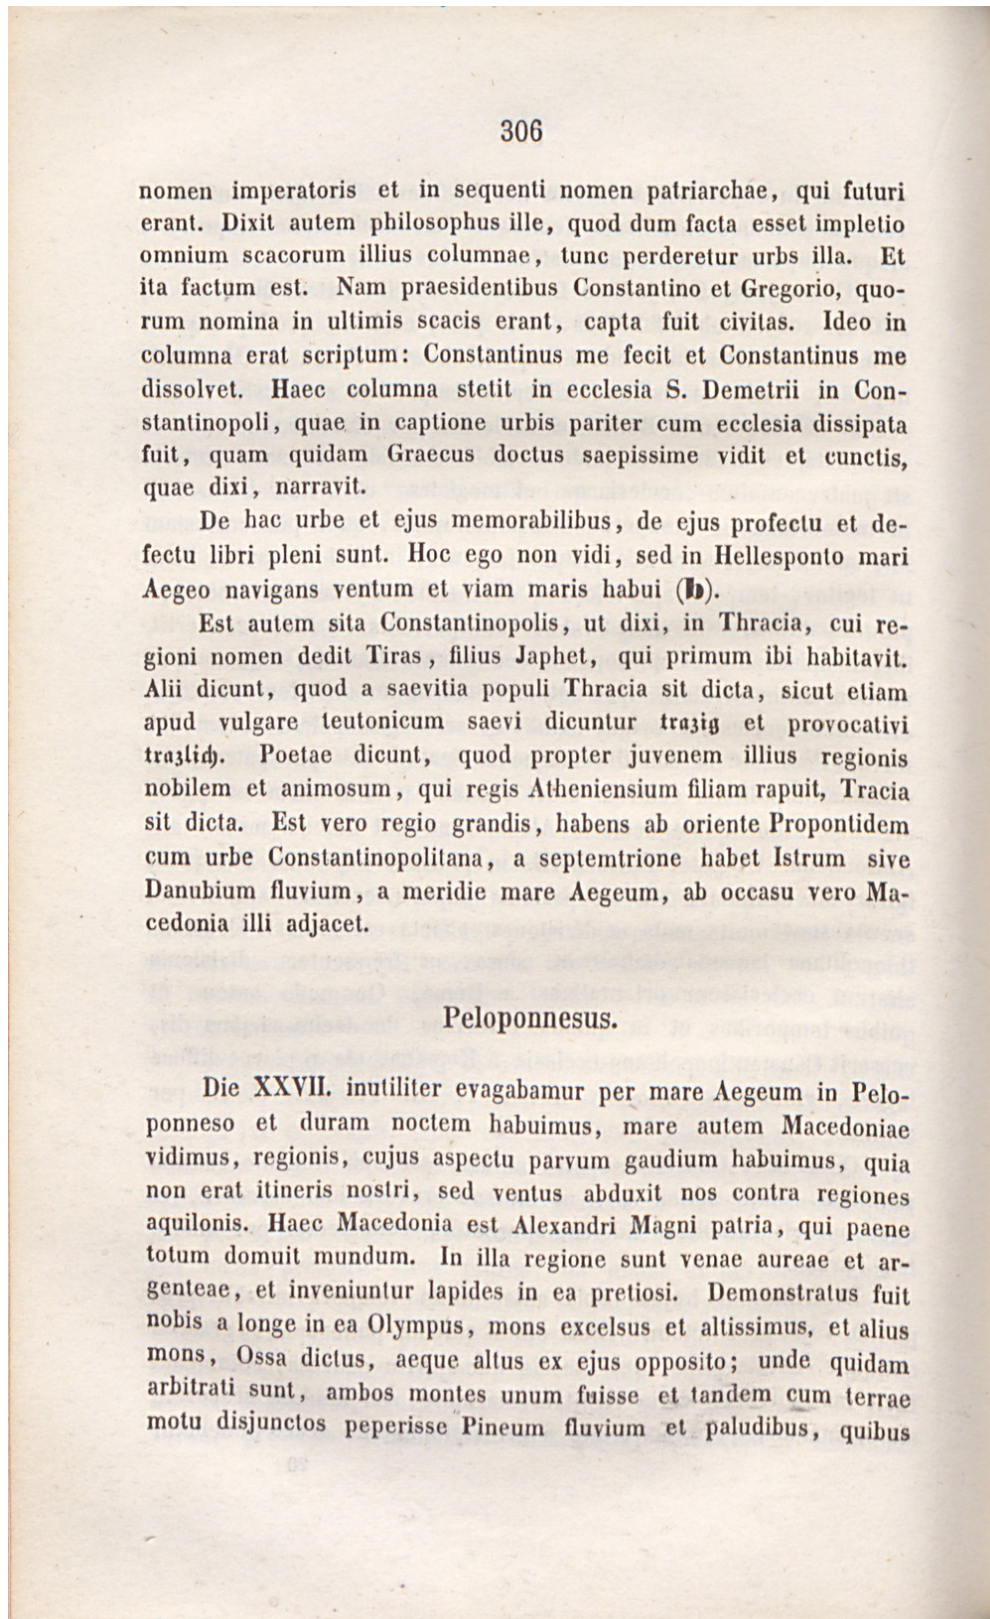 306
nomen imperatoris et in sequenti nomen patriarchae, qui futuri
erant. Dixit autem philosophus ille, quod dum facta esset impletio
omnium scacorum illius columnae, tunc perderetur urbs illa. Et
ita factum est. Nam praesidentibus Constantino et Gregorio, quo-
rum nomina in ultimis scacis erant, capta fuit civitas. Ideo in
columna erat scriptum: Constantinus me fecit et Constantinus me
dissolvet. Haec columna stetit in ecclesia S. Demetrii in Con-
stantinopoli, quae in captione urbis pariter cum ecclesia dissipata
fuit, quam quidam Graecus doctus saepissime vidit et cunctis,
quae dixi, narravit.
De hac urbe et ejus memorabilibus, de ejus profectu et de-
fectu libri pleni sunt. Hoc ego non vidi, sed in Hellesponto mari
Aegeo navigans ventum et viam maris habui (b).
Est autem sita Constantinopolis, ut dixi, in Thracia, cui re-
gioni nomen dedit Tiras, filius Japhet, qui primum ibi habitavit.
Alii dicunt, quod a saevitia populi Thracia sit dicta, sicut etiam
apud vulgare teutonicum saevi dicuntur trazig et provocativi
trazlich. Poetae dicunt, quod propter juvenem illius regionis
nobilem et animosum, qui regis Atheniensium filiam rapuit, Tracia
sit dicta. Est vero regio grandis, habens ab oriente Propontidem
cum urbe Constantinopolitana, a septemtrione habet Istrum sive
Danubium fluvium, a meridie mare Aegeum, ab occasu vero Ma-
cedonia illi adjacet.
Peloponnesus.
Die XXVII. inutiliter evagabamur per mare Aegeum in Pelo-
ponneso et duram noctem habuimus, mare autem Macedoniae
vidimus, regionis, cujus aspectu parvum gaudium habuimus, quia
non erat itineris nostri, sed ventus abduxit nos contra regiones
aquilonis. Haec Macedonia est Alexandri Magni patria, qui paene
totum domuit mundum. In illa regione sunt venae aureae et ar-
genteae, et inveniuntur lapides in ea pretiosi. Demonstratus fuit
nobis a longe in ea Olympus, mons excelsus et altissimus, et alius
mons, Ossa dictus, aeque altus ex ejus opposito; unde quidam
arbitrati sunt, ambos montes unum fuisse et tandem cum terrae
motu disjunctos peperisse Pineum fluvium et paludibus, quibus